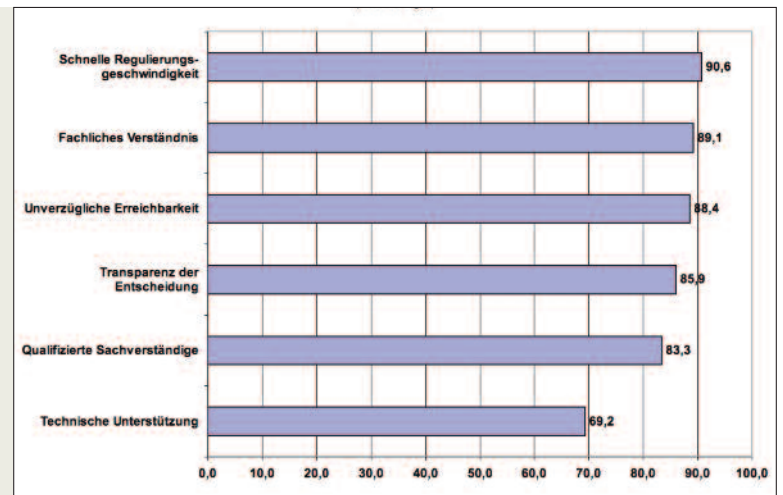 Schnelle Regulierungs-
geschwindigkeit
90,6
Fachliches Verständnis
89,1
Unverzügliche Erreichbarkeit
88,4
Transparenz der
Entscheidung
85,9
Qualifizierte Sachverständige
83,3
Technische Unterstützung
69,2
0,0 10,0 20,0 30,0 40,0 50,0 60,0 70,0 80,0 90,0 100,0